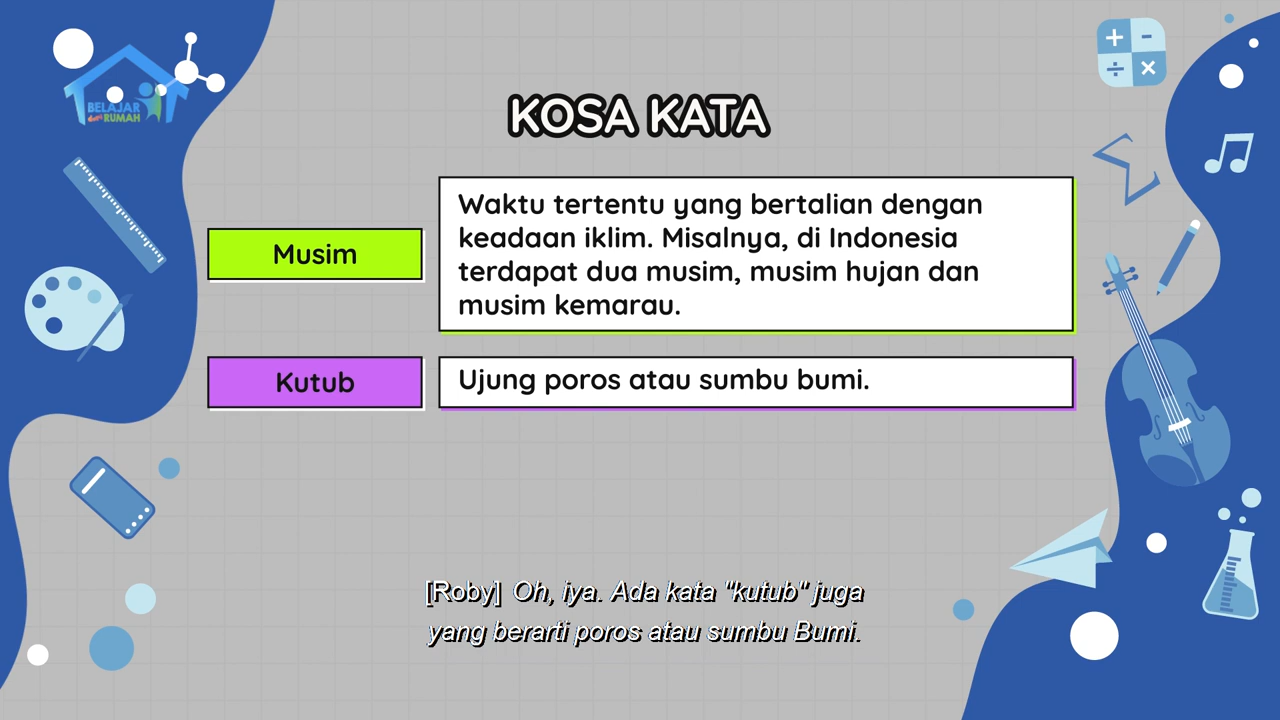 BELAJAR
dari RUMAH
KOSA KATA
Musim
Waktu tertentu yang bertalian dengan
keadaan iklim. Misalnya, di Indonesia
terdapat dua musim, musim hujan dan
musim kemarau.
Kutub
Ujung poros atau sumbu bumi.
[Roby] Oh, iya. Ada kata "kutub" juga
yang berarti poros atau sumbu Bumi.